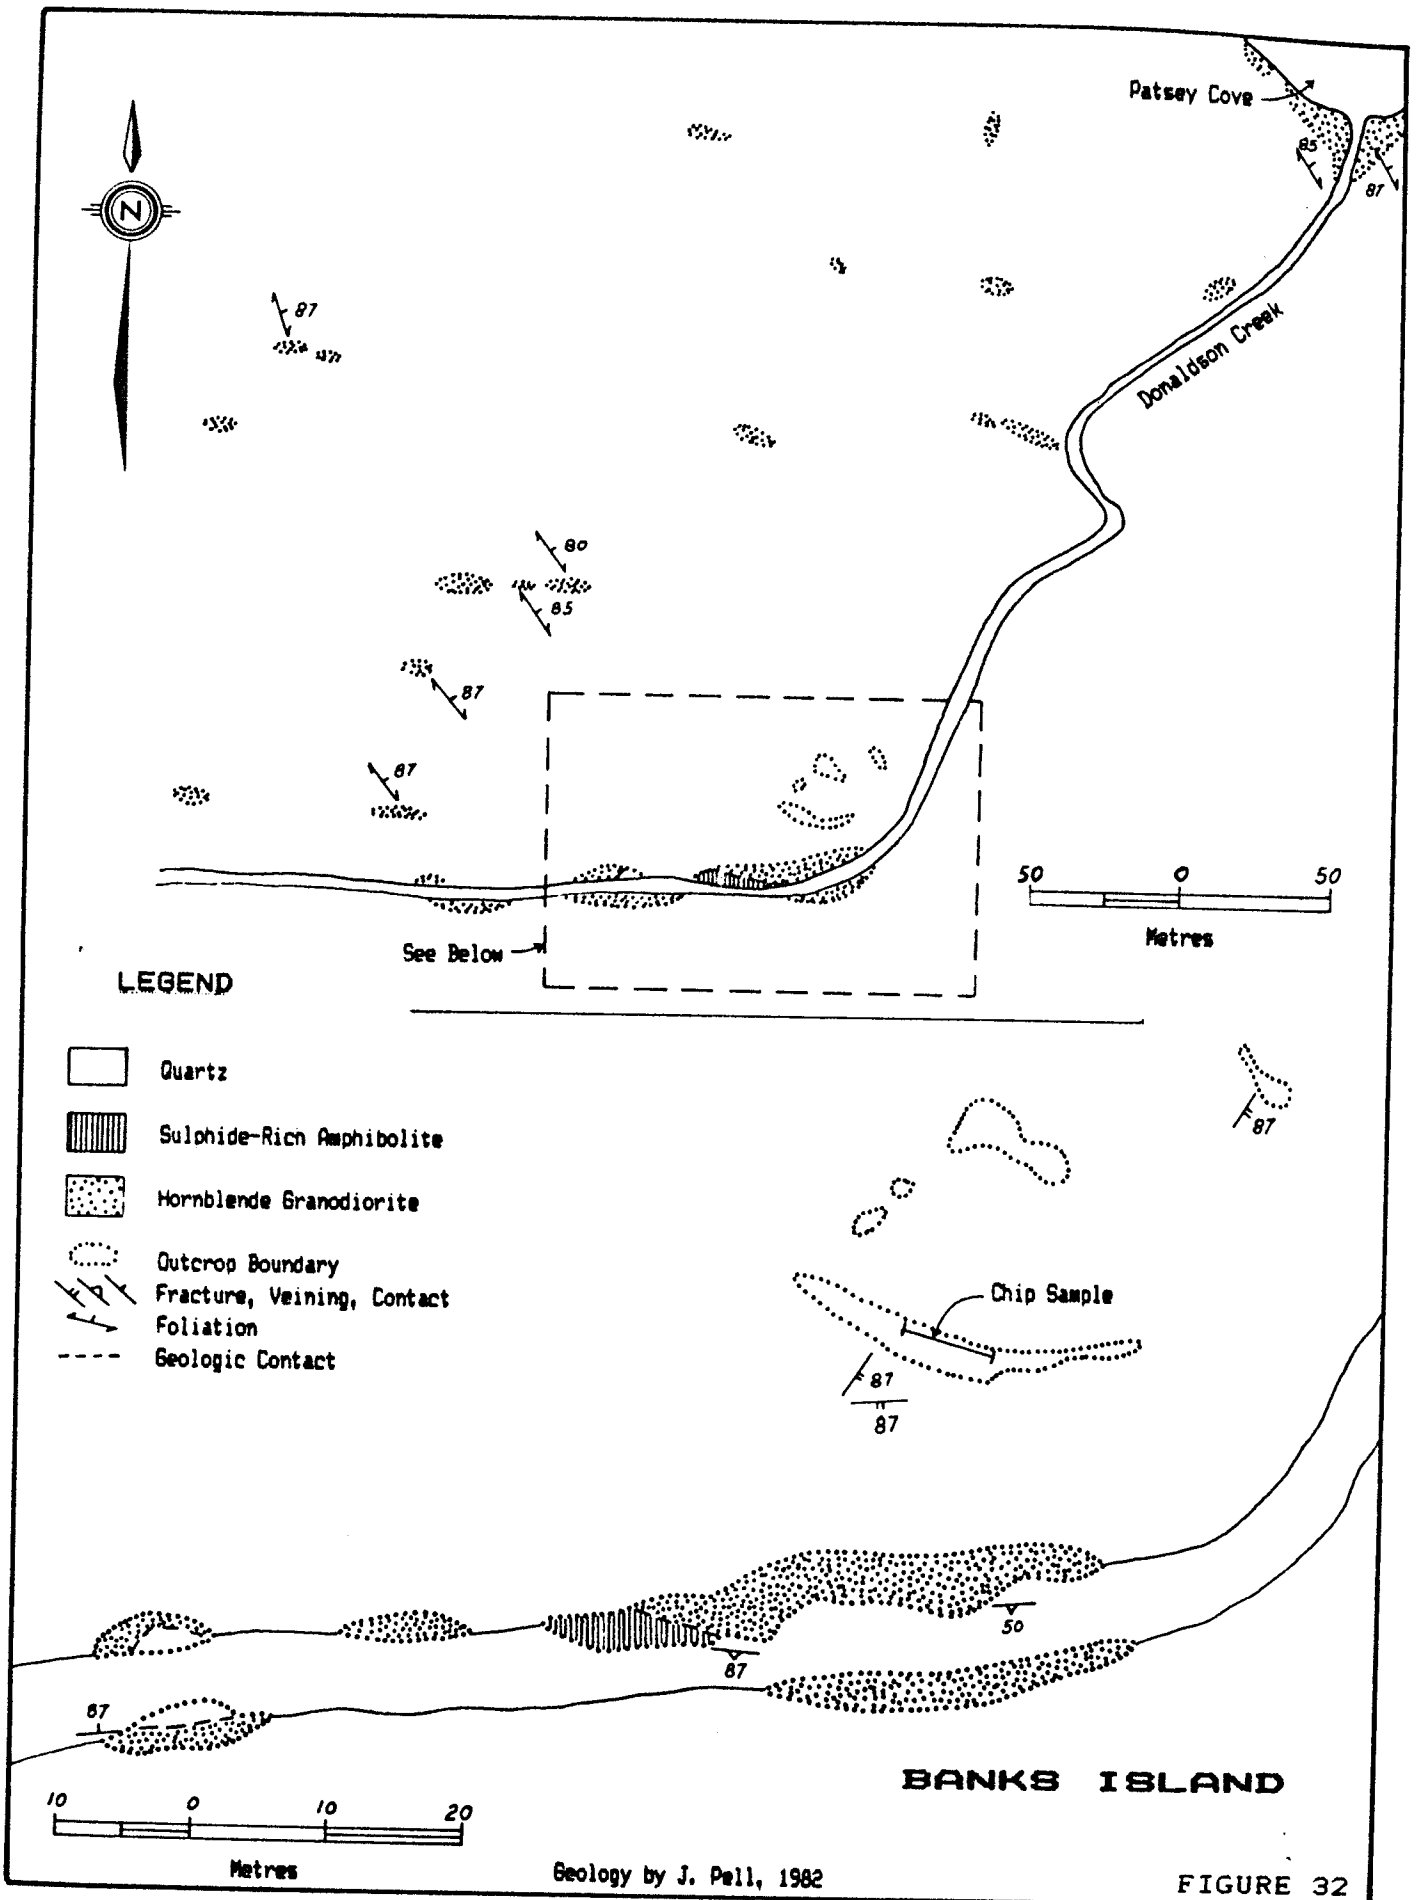 Patsey Cove
85
87
N
87
Donaldson Creek
80
85
87
87
50 0 50
Metres
See Below
LEGEND
Quartz
Sulphide-Rich Amphibolite
Hornblende Granodiorite
Outcrop Boundary
Fracture, Veining, Contact
Foliation
Geologic Contact
87
Chip Sample
87
87
50
87
87
BANKS ISLAND
10 0 10 20
Metres
Geology by J. Pell, 1982
FIGURE 32